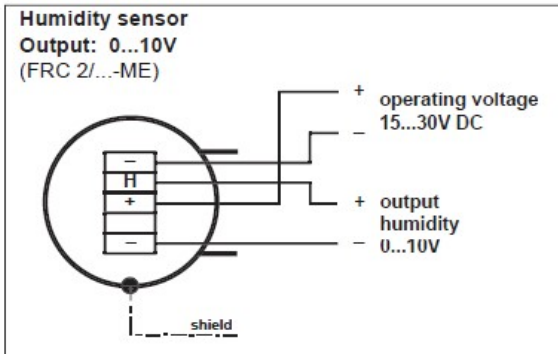 Humidity sensor
Output: 0...10V
(FRC 2/...-ME)
+
operating voltage
15...30V DC
–
–
H
+
–
+
output
humidity
–
0...10V
shield